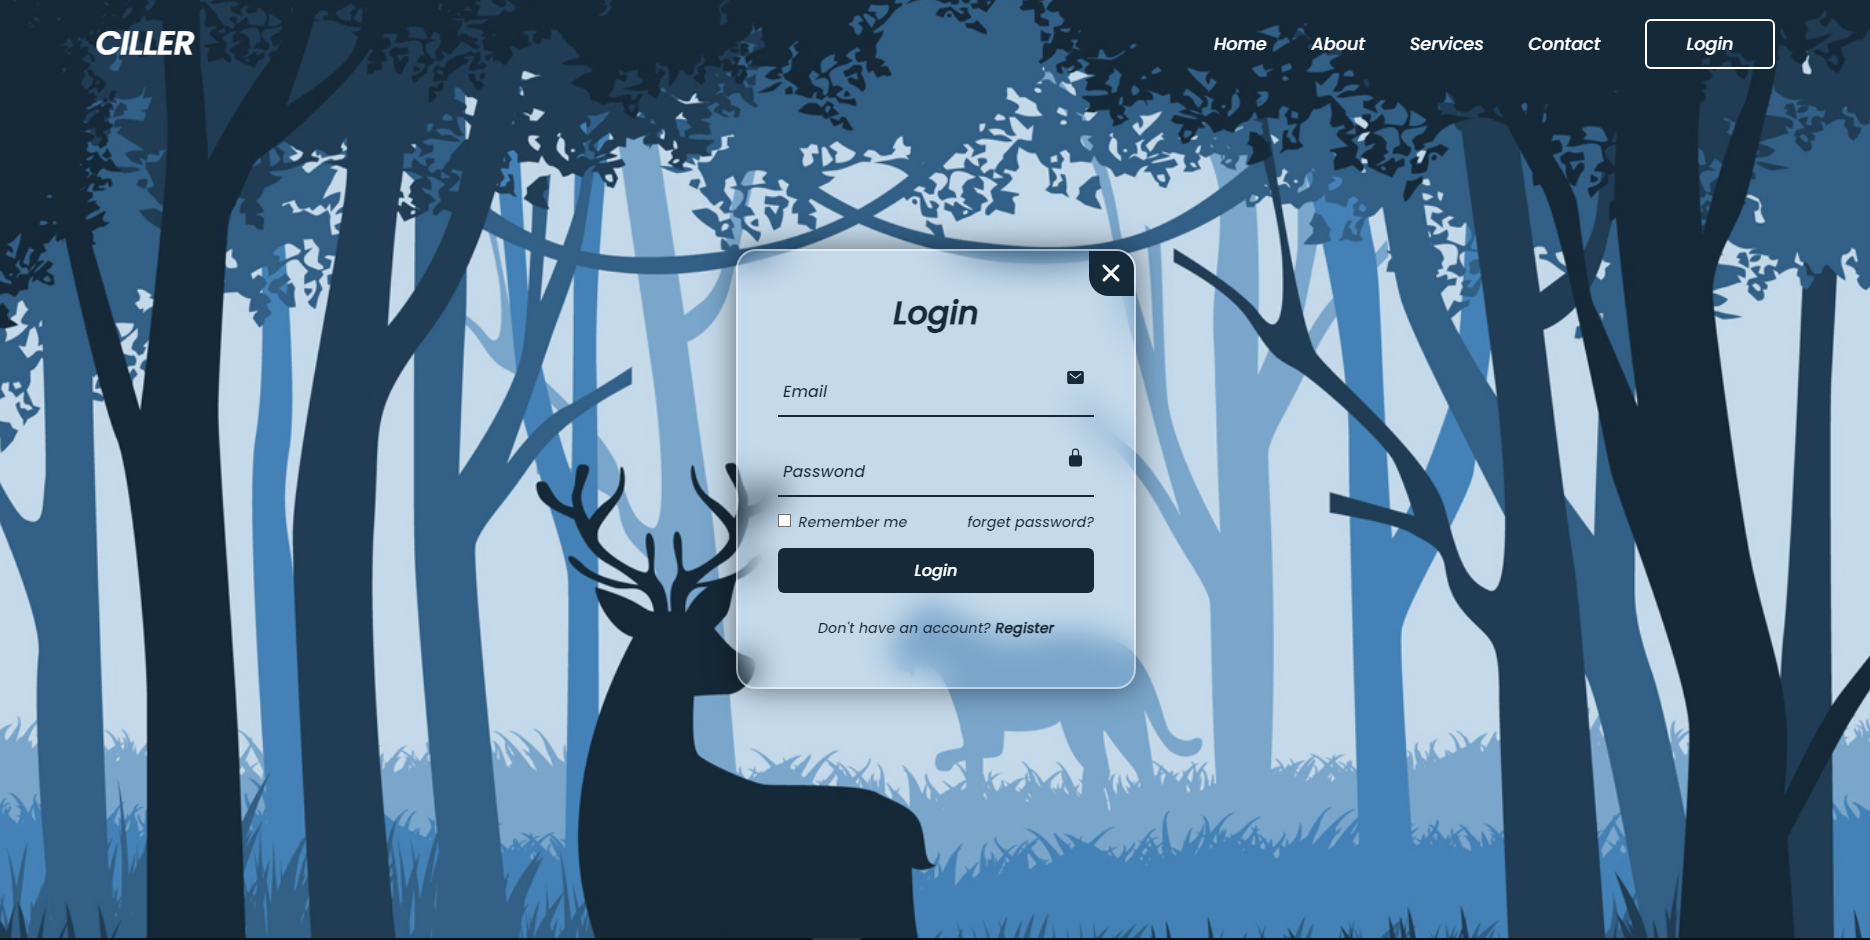 CILLER
Home About Services Contact Login
Login
Email
Passwond
Remember me forget password?
Login
Don't have an account? Register